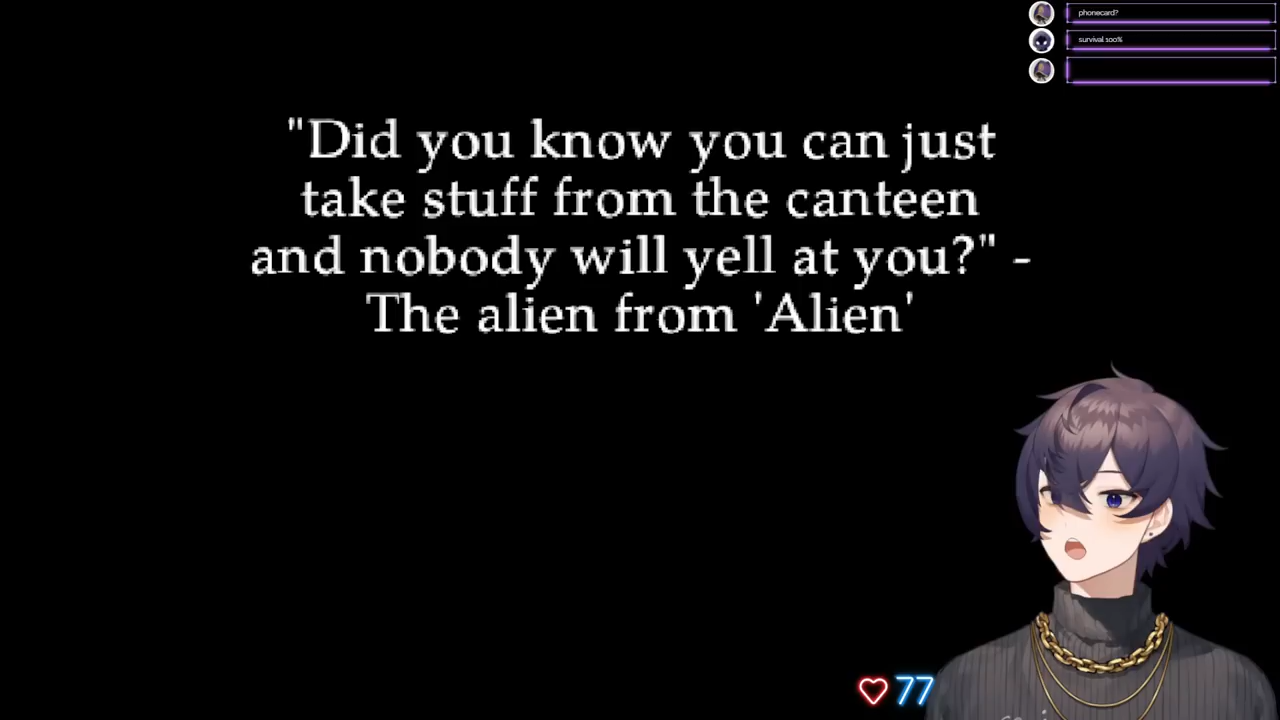 phonecard?
survival 100%
"Did you know you can just
take stuff from the canteen
and nobody will yell at you?" -
The alien from 'Alien'
77